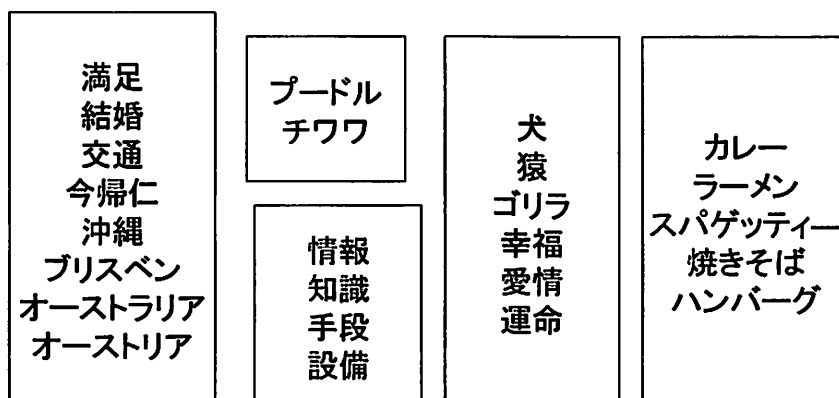 満足
結婚
交通
今帰仁
沖縄
ブリスベン
オーストラリア
オーストリア
プードル
チワワ
情報
知識
手段
設備
犬
猿
ゴリラ
幸福
愛情
運命
カレー
ラーメン
スパゲッティー
焼きそば
ハンバーグ